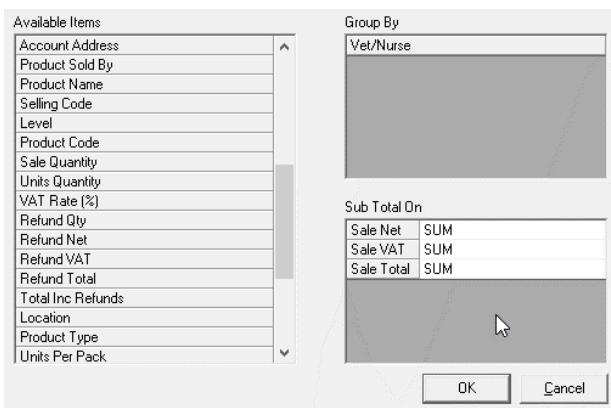 Available Items
Account Address
Product Sold By
Product Name
Selling Code
Level
Product Code
Sale Quantity
Units Quantity
VAT Rate (%)
Refund Qty
Refund Net
Refund VAT
Refund Total
Total Inc Refunds
Location
Product Type
Units Per Pack
Group By
Vet/Nurse
Sub Total On
Sale Net SUM
Sale VAT SUM
Sale Total SUM
OK Cancel